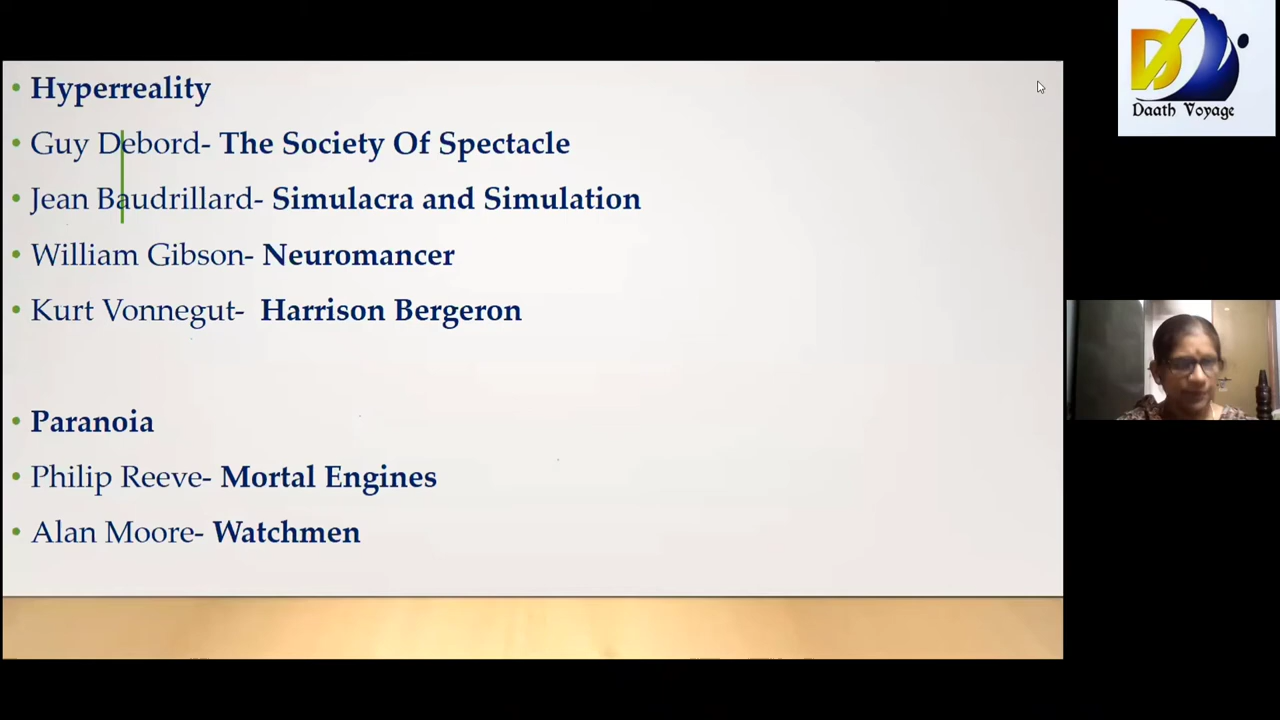 Daath Voyage
• Hyperreality
• Guy Debord- The Society Of Spectacle
• Jean Baudrillard- Simulacra and Simulation
• William Gibson- Neuromancer
• Kurt Vonnegut- Harrison Bergeron
• Paranoia
• Philip Reeve- Mortal Engines
• Alan Moore- Watchmen